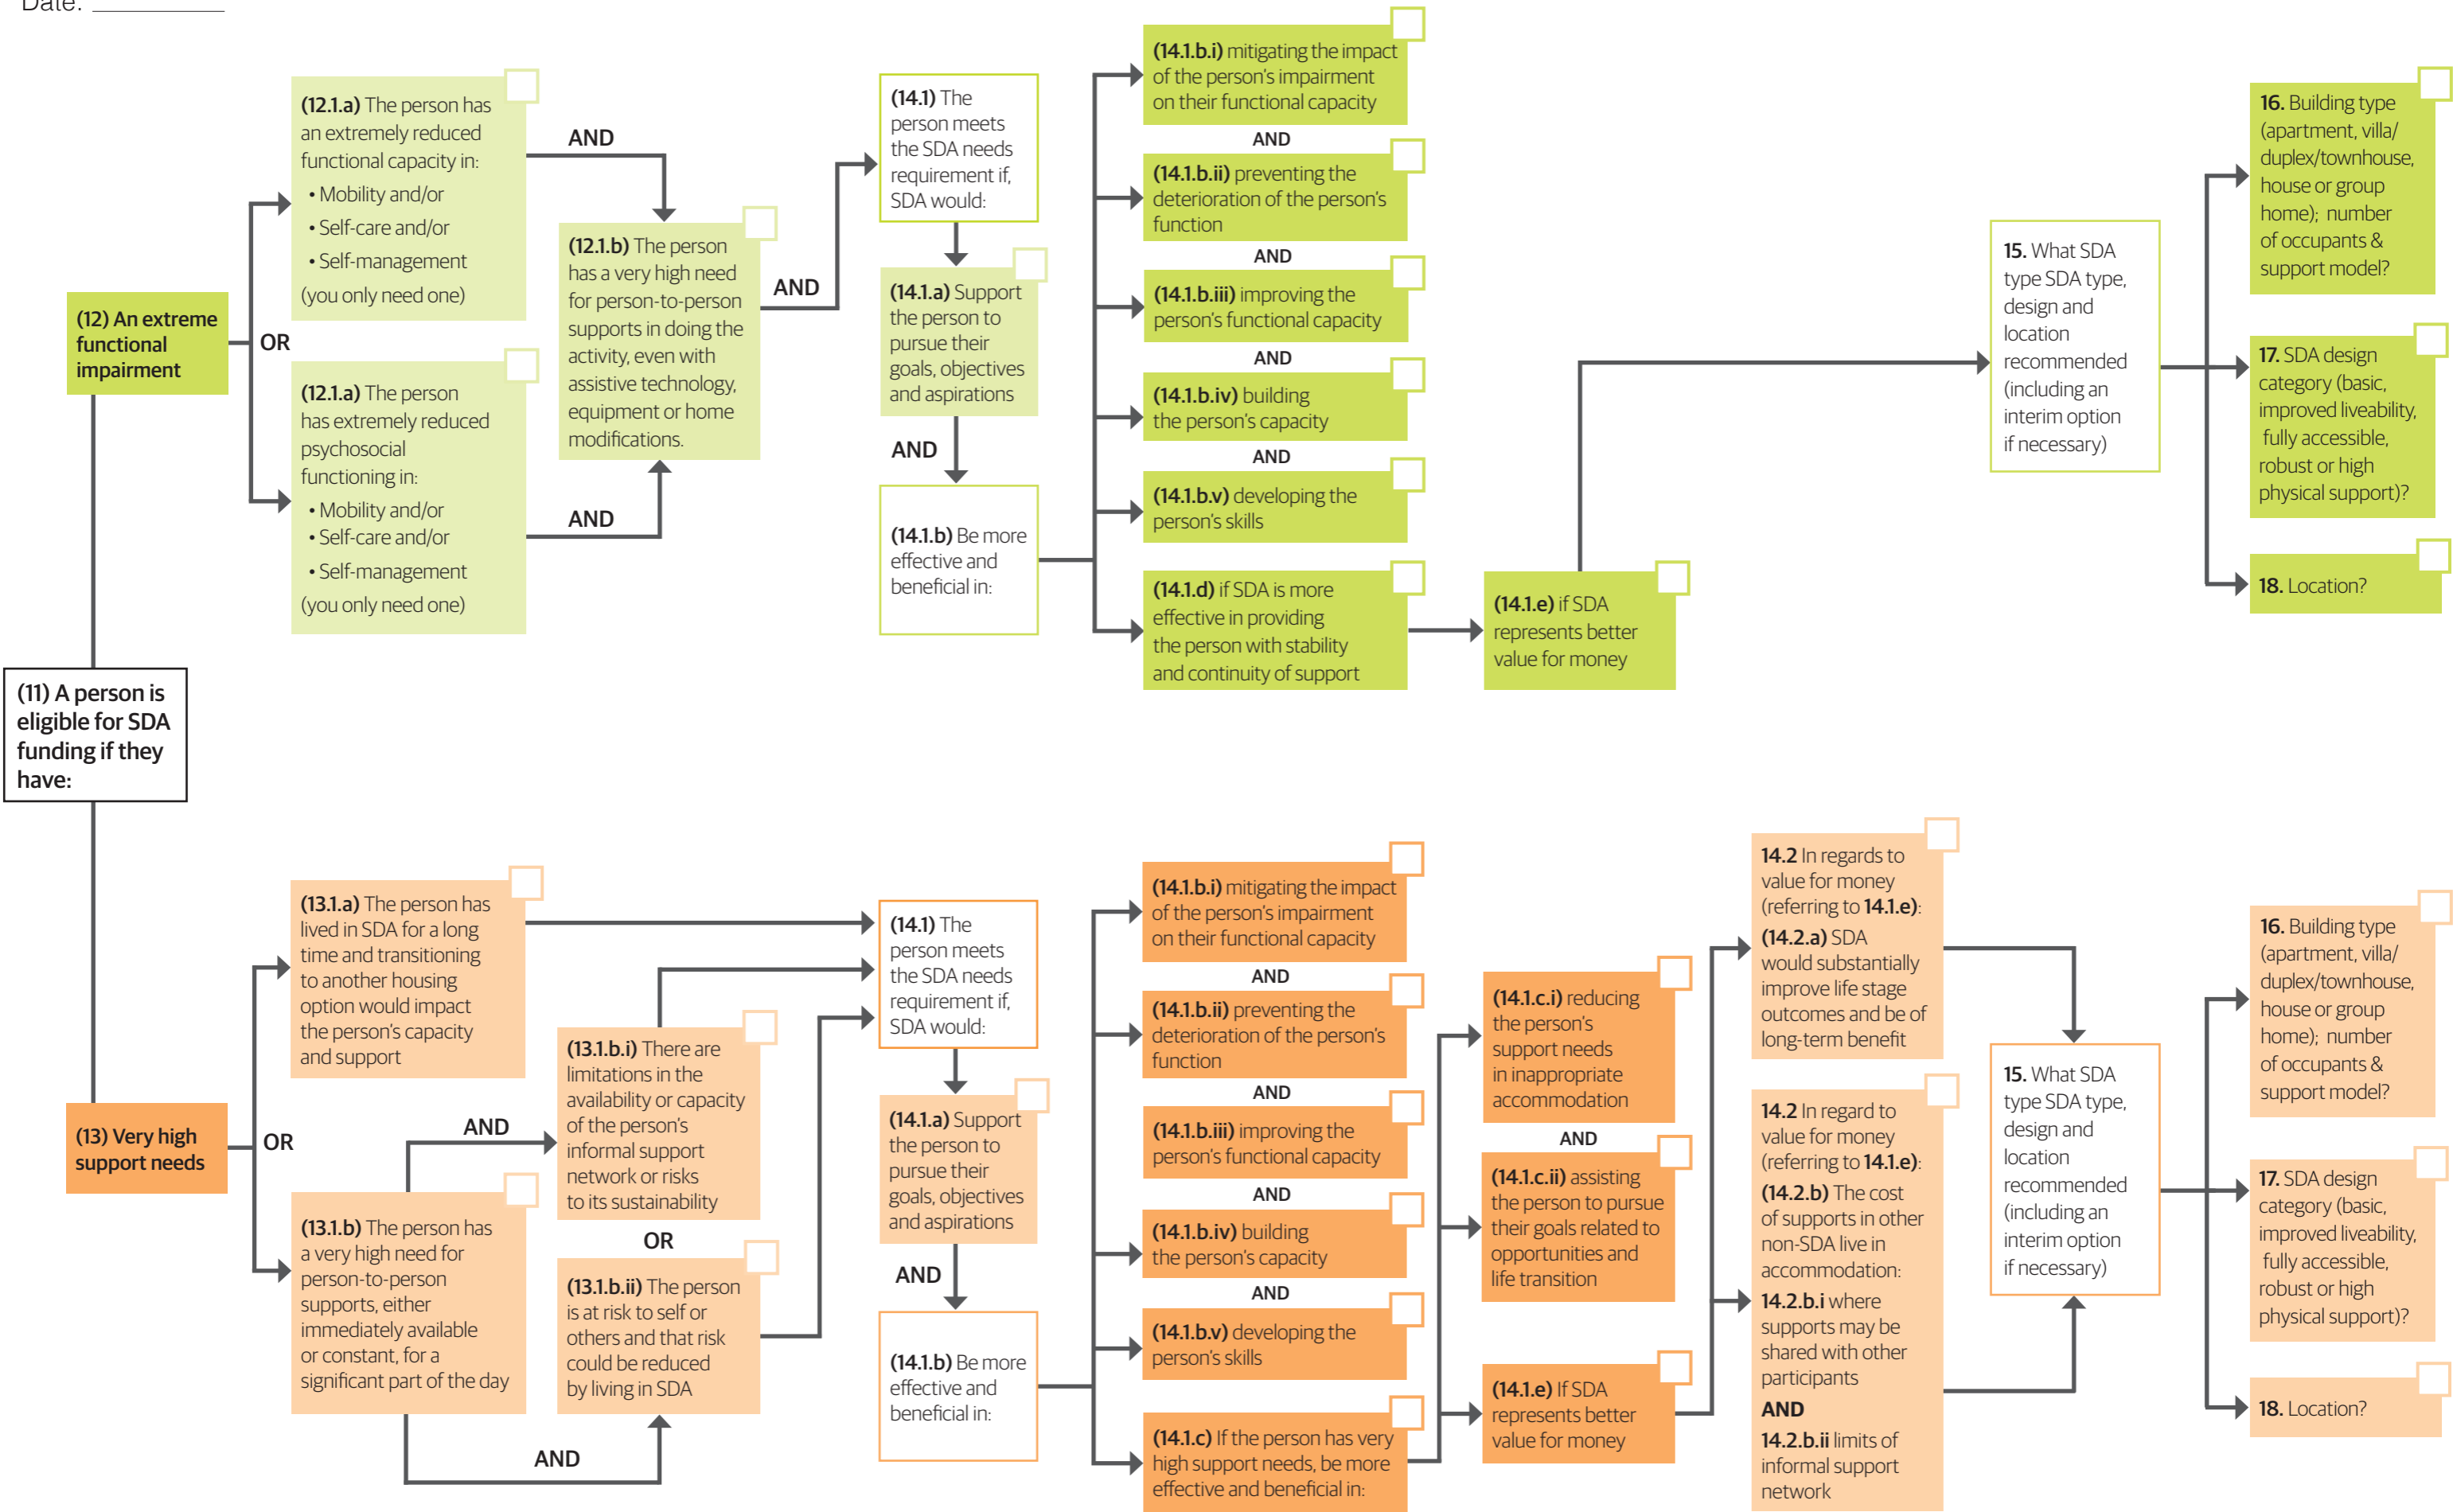 Date: _________
(11) A person is
eligible for SDA
funding if they
have:
(12) An extreme
functional
impairment
OR
(12.1.a) The person has
an extremely reduced
functional capacity in:
• Mobility and/or
• Self-care and/or
• Self-management
(you only need one)
AND
(12.1.a) The person
has extremely reduced
psychosocial
functioning in:
• Mobility and/or
• Self-care and/or
• Self-management
(you only need one)
AND
(12.1.b) The person
has a very high need
for person-to-person
supports in doing the
activity, even with
assistive technology,
equipment or home
modifications.
AND
(14.1) The
person meets
the SDA needs
requirement if,
SDA would:
(14.1.a) Support
the person to
pursue their
goals, objectives
and aspirations
AND
(14.1.b) Be more
effective and
beneficial in:
(14.1.b.i) mitigating the impact
of the person's impairment
on their functional capacity
AND
(14.1.b.ii) preventing the
deterioration of the person's
function
AND
(14.1.b.iii) improving the
person's functional capacity
AND
(14.1.b.iv) building
the person's capacity
AND
(14.1.b.v) developing the
person's skills
(14.1.d) if SDA is more
effective in providing
the person with stability
and continuity of support
(14.1.e) if SDA
represents better
value for money
15. What SDA
type SDA type,
design and
location
recommended
(including an
interim option
if necessary)
16. Building type
(apartment, villa/
duplex/townhouse,
house or group
home); number
of occupants &
support model?
17. SDA design
category (basic,
improved liveability,
fully accessible,
robust or high
physical support)?
18. Location?
(13) Very high
support needs
OR
(13.1.a) The person has
lived in SDA for a long
time and transitioning
to another housing
option would impact
the person's capacity
and support
(13.1.b) The person has
a very high need for
person-to-person
supports, either
immediately available
or constant, for a
significant part of the day
AND
(13.1.b.i) There are
limitations in the
availability or capacity
of the person's
informal support
network or risks
to its sustainability
OR
(13.1.b.ii) The person
is at risk to self or
others and that risk
could be reduced
by living in SDA
AND
(14.1) The
person meets
the SDA needs
requirement if,
SDA would:
(14.1.a) Support
the person to
pursue their
goals, objectives
and aspirations
AND
(14.1.b) Be more
effective and
beneficial in:
(14.1.b.i) mitigating the impact
of the person's impairment
on their functional capacity
AND
(14.1.b.ii) preventing the
deterioration of the person's
function
AND
(14.1.b.iii) improving the
person's functional capacity
AND
(14.1.b.iv) building
the person's capacity
AND
(14.1.b.v) developing the
person's skills
(14.1.c) If the person has very
high support needs, be more
effective and beneficial in:
(14.1.c.i) reducing
the person's
support needs
in inappropriate
accommodation
AND
(14.1.c.ii) assisting
the person to pursue
their goals related to
opportunities and
life transition
(14.1.e) If SDA
represents better
value for money
14.2 In regards to
value for money
(referring to 14.1.e):
(14.2.a) SDA
would substantially
improve life stage
outcomes and be of
long-term benefit
14.2 In regard to
value for money
(referring to 14.1.e):
(14.2.b) The cost
of supports in other
non-SDA live in
accommodation:
14.2.b.i where
supports may be
shared with other
participants
AND
14.2.b.ii limits of
informal support
network
15. What SDA
type SDA type,
design and
location
recommended
(including an
interim option
if necessary)
16. Building type
(apartment, villa/
duplex/townhouse,
house or group
home); number
of occupants &
support model?
17. SDA design
category (basic,
improved liveability,
fully accessible,
robust or high
physical support)?
18. Location?